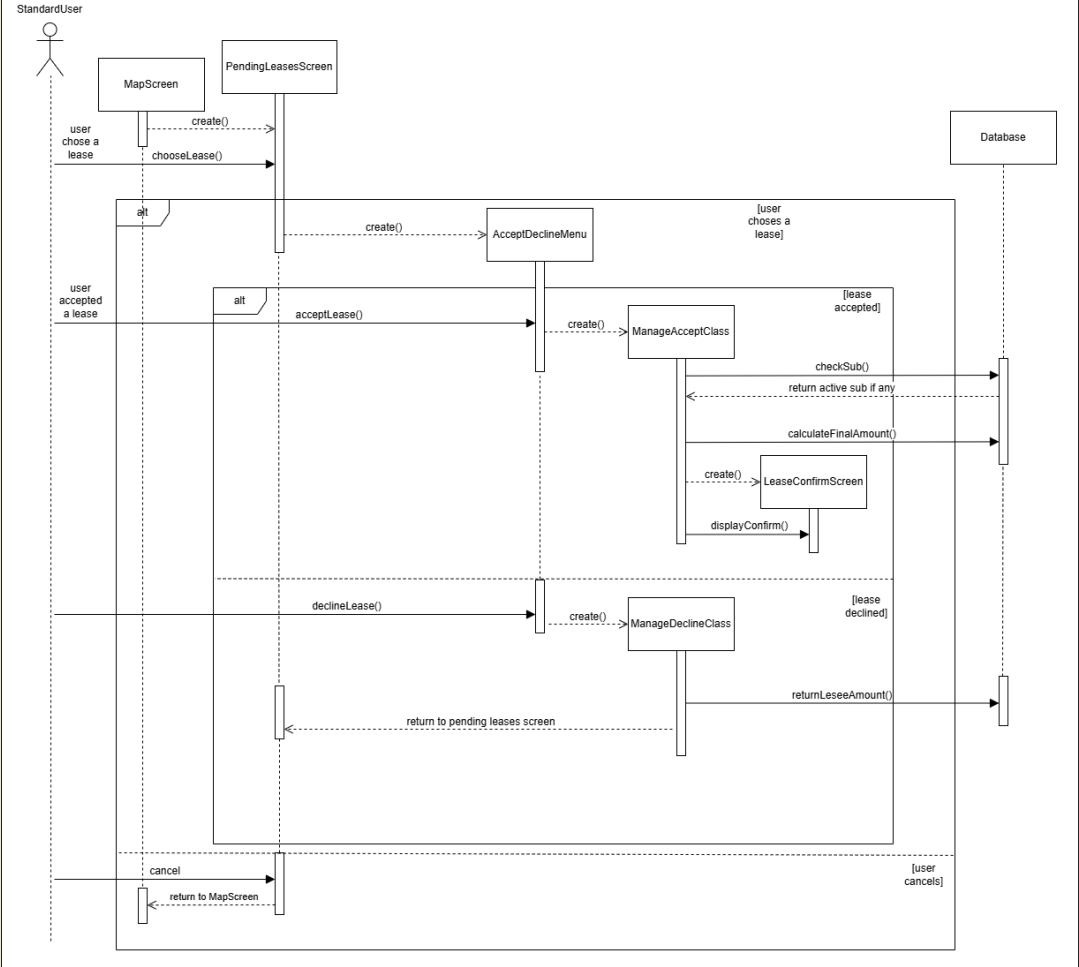 StandardUser
PendingLeasesScreen
MapScreen
create()
user
chose a
lease
chooseLease()
Database
alt
[user
choses a
lease]
create()
AcceptDeclineMenu
user
accepted
a lease
alt
[lease
accepted]
acceptLease()
create()
ManageAcceptClass
checkSub()
return active sub if any
calculateFinalAmount()
create()
LeaseConfirmScreen
displayConfirm()
declineLease()
[lease
declined]
create()
ManageDeclineClass
returnLeseeAmount()
return to pending leases screen
cancel
[user
cancels]
return to MapScreen